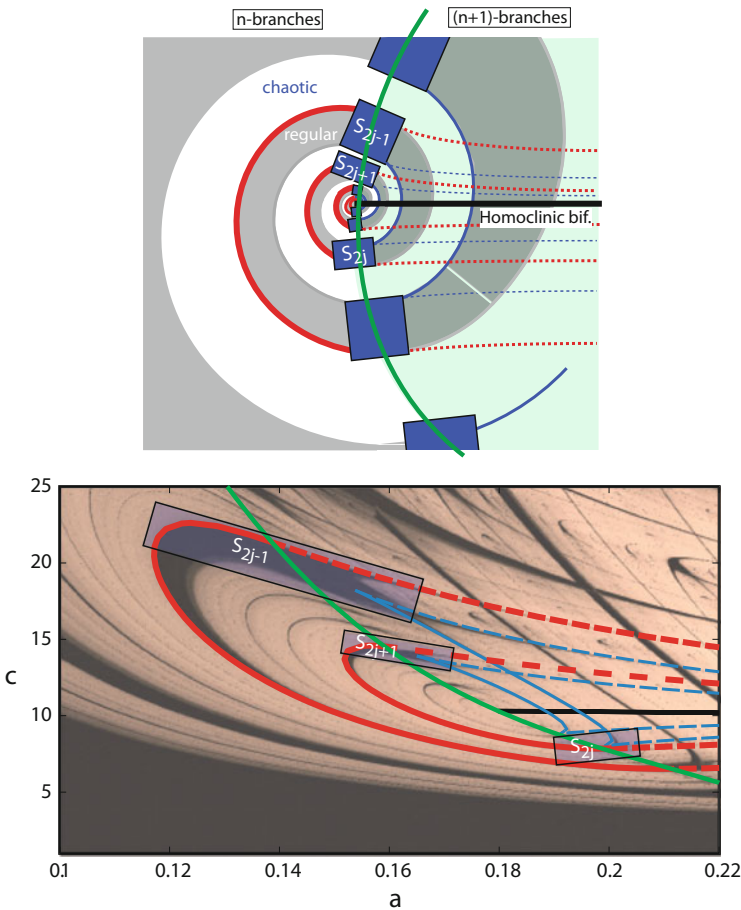 n-branches
(n+1)-branches
chaotic
regular
S2j-1
S2j+1
Homoclinic bif.
S2j
25
20
15
10
5
c
S2j-1
S2j+1
S2j
0.1
0.12
0.14
0.16
0.18
0.2
0.22
a